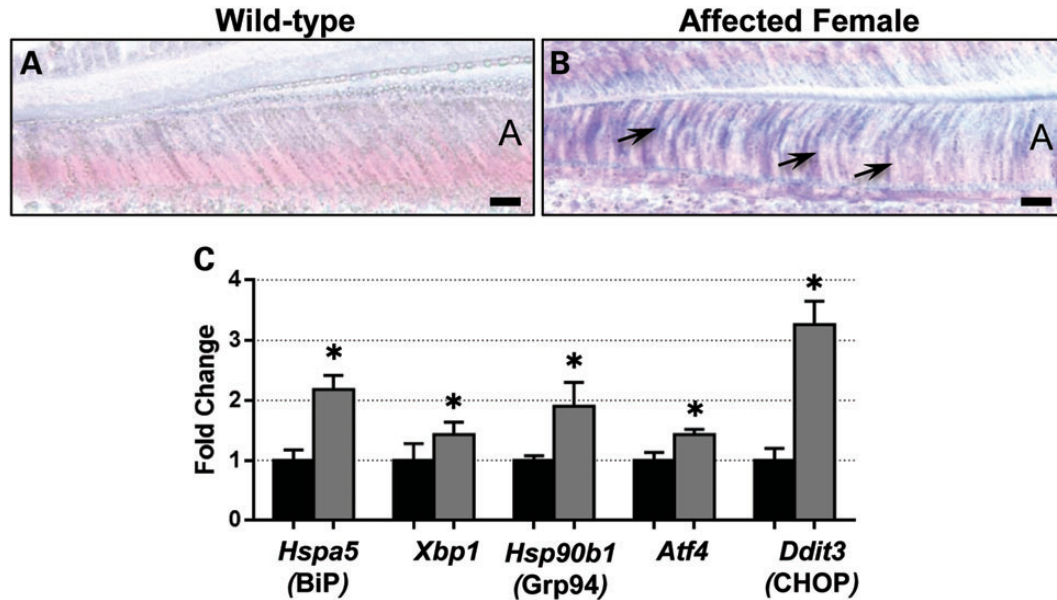 Wild-type
Affected Female
A
A
B
A
C
Fold Change
4
3
2
1
0
* * * * *
Hspa5 Xbp1 Hsp90b1 Atf4 Ddit3
(BiP) (Grp94) (CHOP)